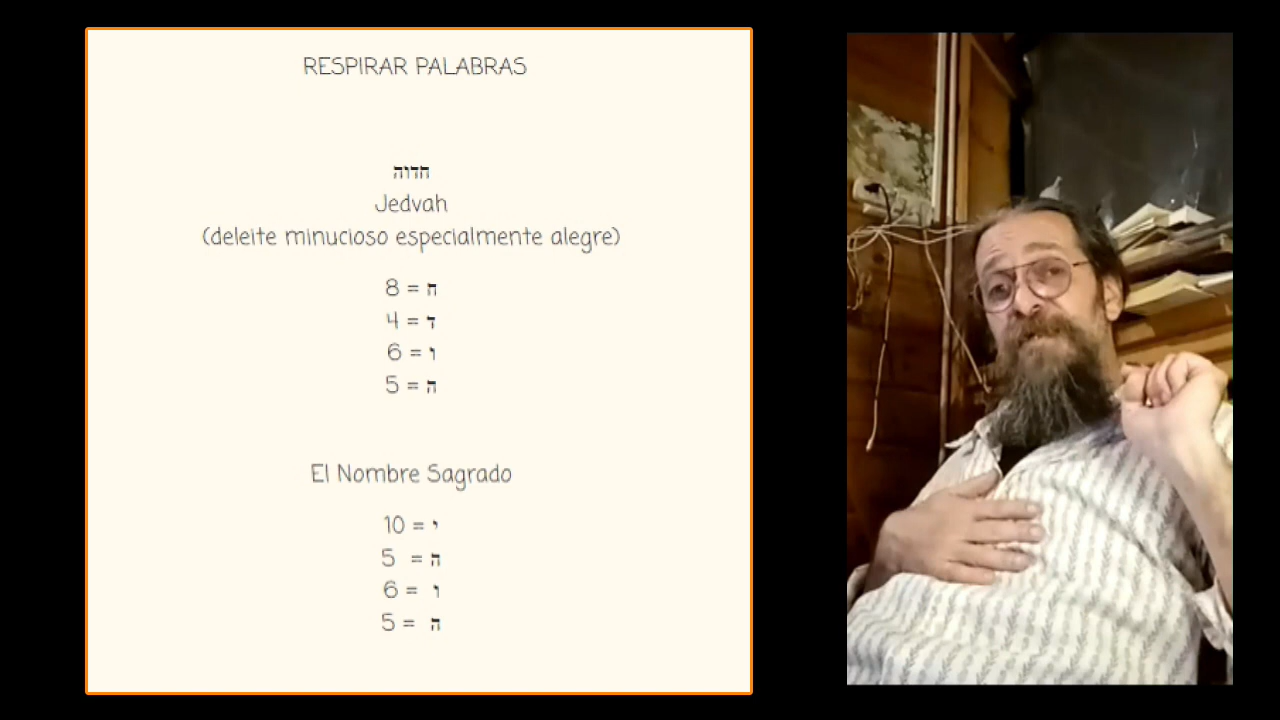 RESPIRAR PALABRAS
חדוה
Jedvah
(deleite minucioso especialmente alegre)
8 = ח
4 = ד
6 = ו
5 = ה
El Nombre Sagrado
10 = י
5 = ה
6 = ו
5 = ה